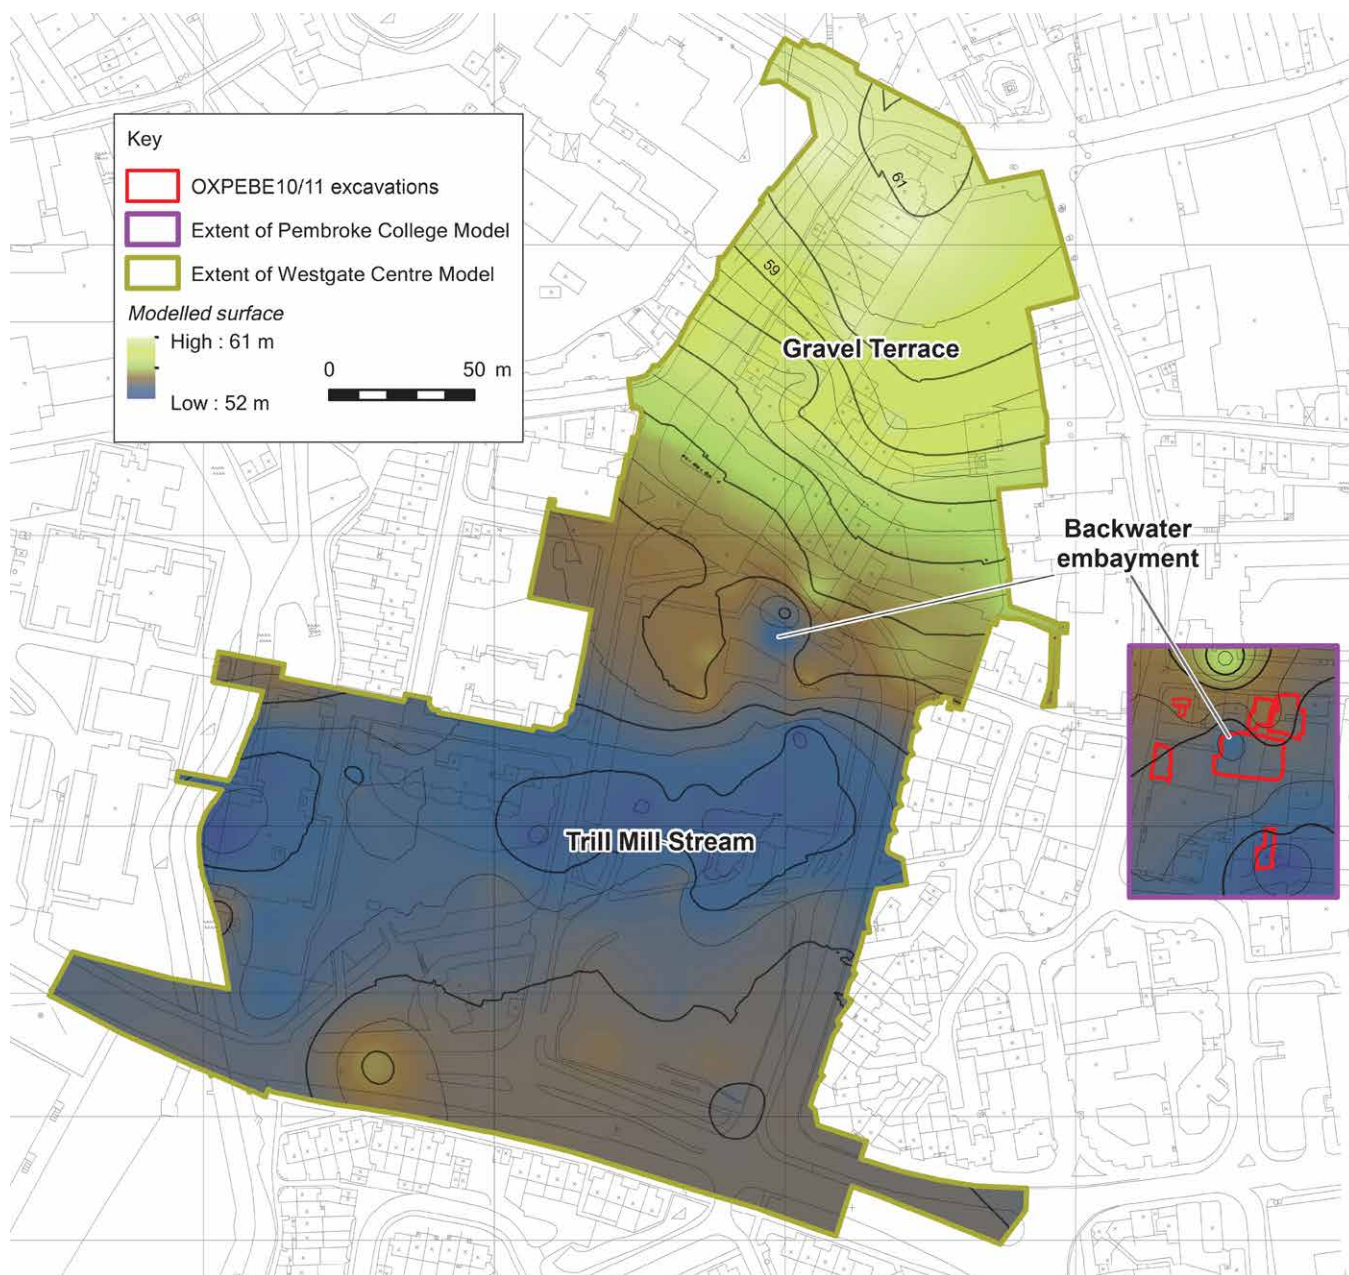 Key
OXPEBE10/11 excavations
Extent of Pembroke College Model
Extent of Westgate Centre Model
Modelled surface
High : 61 m
Low : 52 m
0 50 m
61
59
Gravel Terrace
Backwater
embayment
Trill Mill Stream